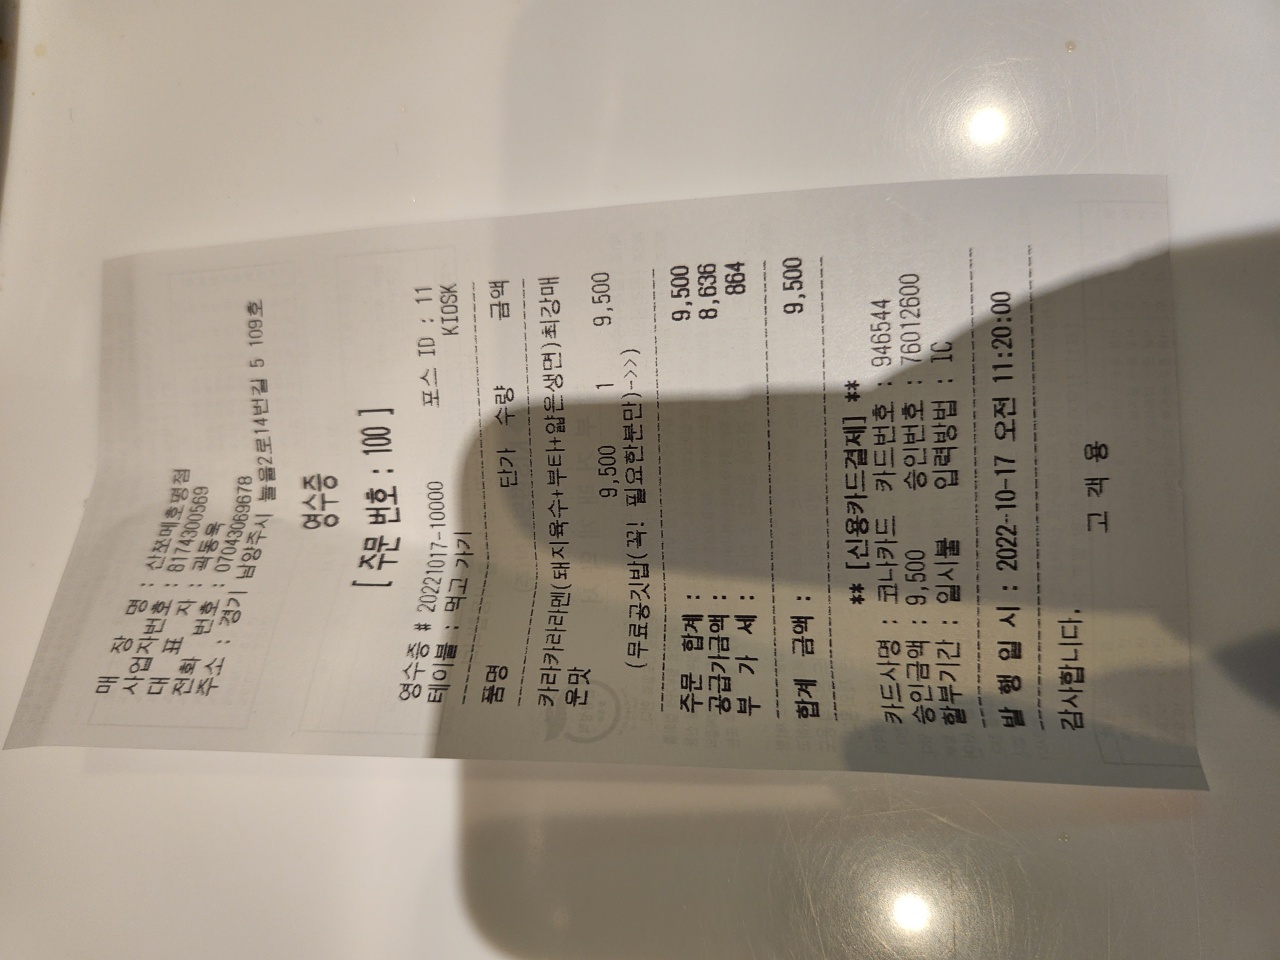 매 장 명 : 신쪼메호평점
사업자번호 : 8174300569
대 표 자 : 곽동욱
전화 번호 : 07043069678
주소 : 경기 남양주시 늘을2로14번길 5 109호
영수증
[ 주문 번호 : 100 ]
영수증 # 20221017-10000 포스 ID : 11
테이블 : 먹고 가기 KIOSK
품명 단가 수량 금액
카라카라라멘(돼지육수+부타+얇은생면)최강매
운맛
9,500 1 9,500
(무료공깃밥(꼭! 필요한분만)->>)
주문 합계 : 9,500
공급가금액 : 8,636
부 가 세 : 864
합계 금액 : 9,500
** [신용카드결제] **
카드사명 : 코나카드 카드번호 : 946544
승인금액 : 9,500 승인번호 : 76012600
할부기간 : 일시불 입력방법 : IC
발 행 일 시 : 2022-10-17 오전 11:20:00
감사합니다.
고 객 용